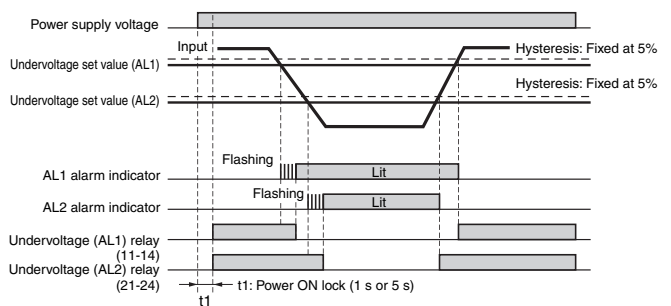 Power supply voltage
Input
Hysteresis: Fixed at 5%
Undervoltage set value (AL1)
Hysteresis: Fixed at 5%
Undervoltage set value (AL2)
Flashing
Lit
AL1 alarm indicator
Flashing
Lit
AL2 alarm indicator
Undervoltage (AL1) relay
(11-14)
Undervoltage (AL2) relay
(21-24)
t1: Power ON lock (1 s or 5 s)
t1